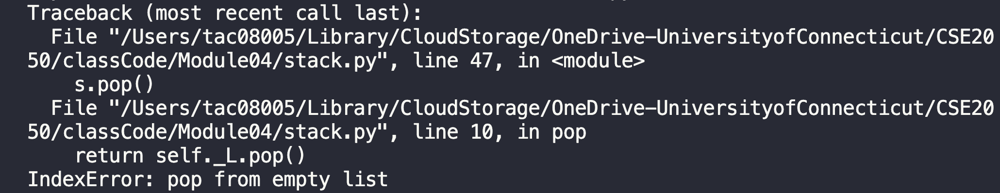 Traceback (most recent call last):
  File "/Users/tac08005/Library/CloudStorage/OneDrive-UniversityofConnecticut/CSE20
50/classCode/Module04/stack.py", line 47, in <module>
    s.pop()
  File "/Users/tac08005/Library/CloudStorage/OneDrive-UniversityofConnecticut/CSE20
50/classCode/Module04/stack.py", line 10, in pop
    return self._L.pop()
IndexError: pop from empty list